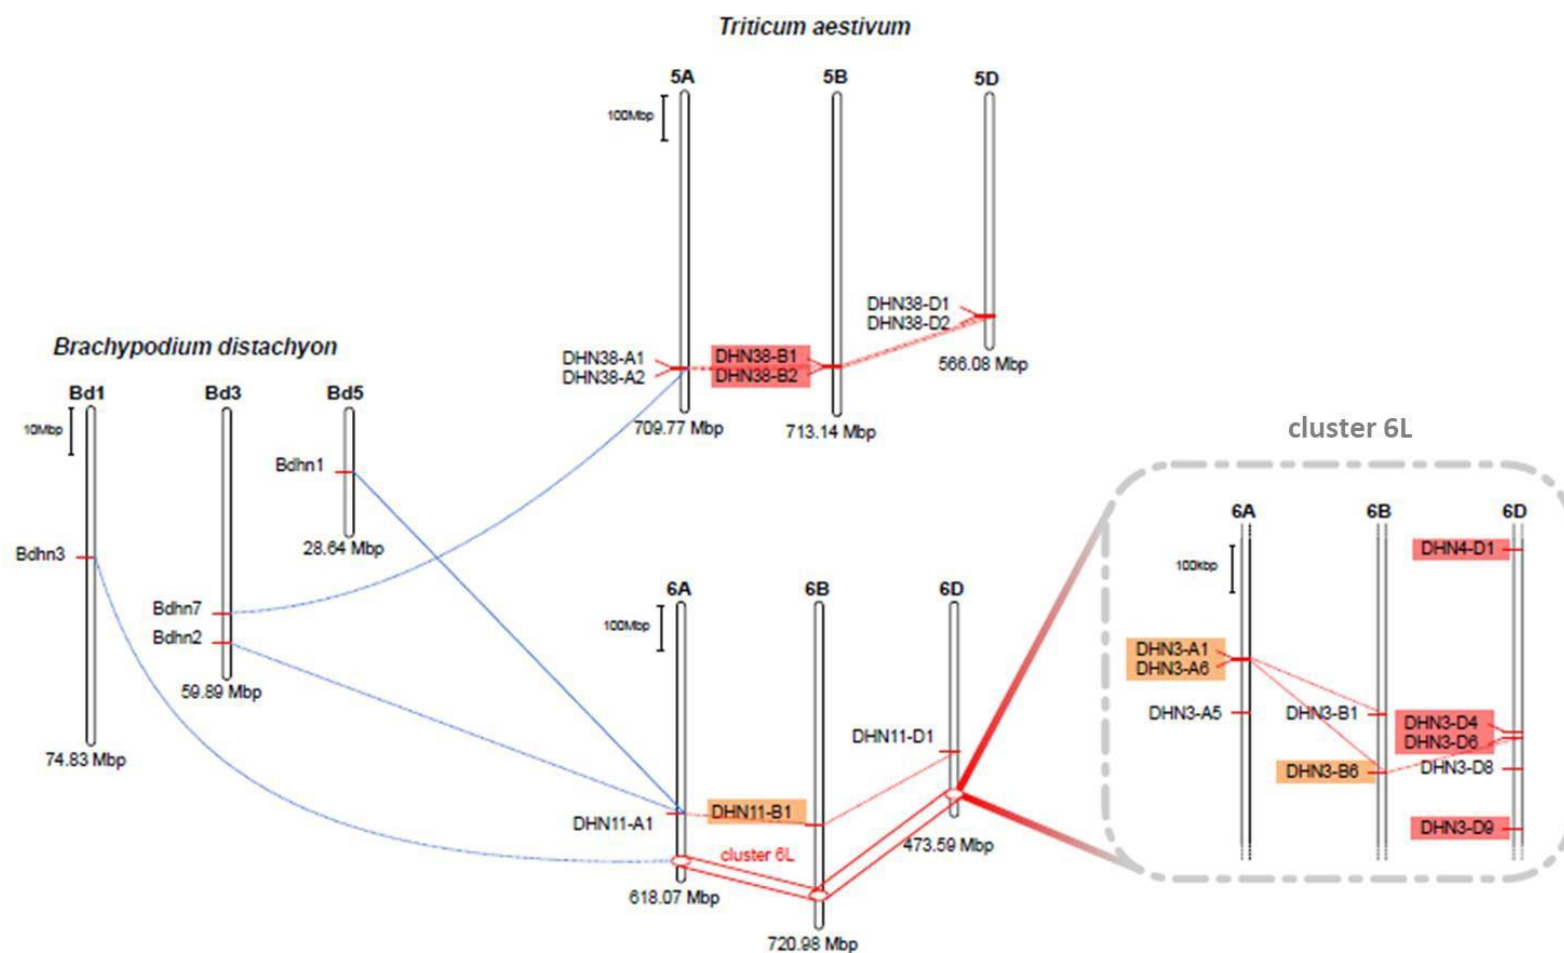 Triticum aestivum
5A
5B
5D
100Mbp
DHN38-D1
DHN38-D2
DHN38-A1
DHN38-A2
DHN38-B1
DHN38-B2
566.08 Mbp
709.77 Mbp
713.14 Mbp
Brachypodium distachyon
Bd1
Bd3
Bd5
10Mbp
Bdhn1
28.64 Mbp
Bdhn3
Bdhn7
Bdhn2
59.89 Mbp
74.83 Mbp
6A
6B
6D
100Mbp
DHN11-D1
DHN11-A1
DHN11-B1
cluster 6L
473.59 Mbp
618.07 Mbp
720.98 Mbp
cluster 6L
6A
6B
6D
100kbp
DHN4-D1
DHN3-A1
DHN3-A6
DHN3-A5
DHN3-B1
DHN3-D4
DHN3-D6
DHN3-B6
DHN3-D8
DHN3-D9